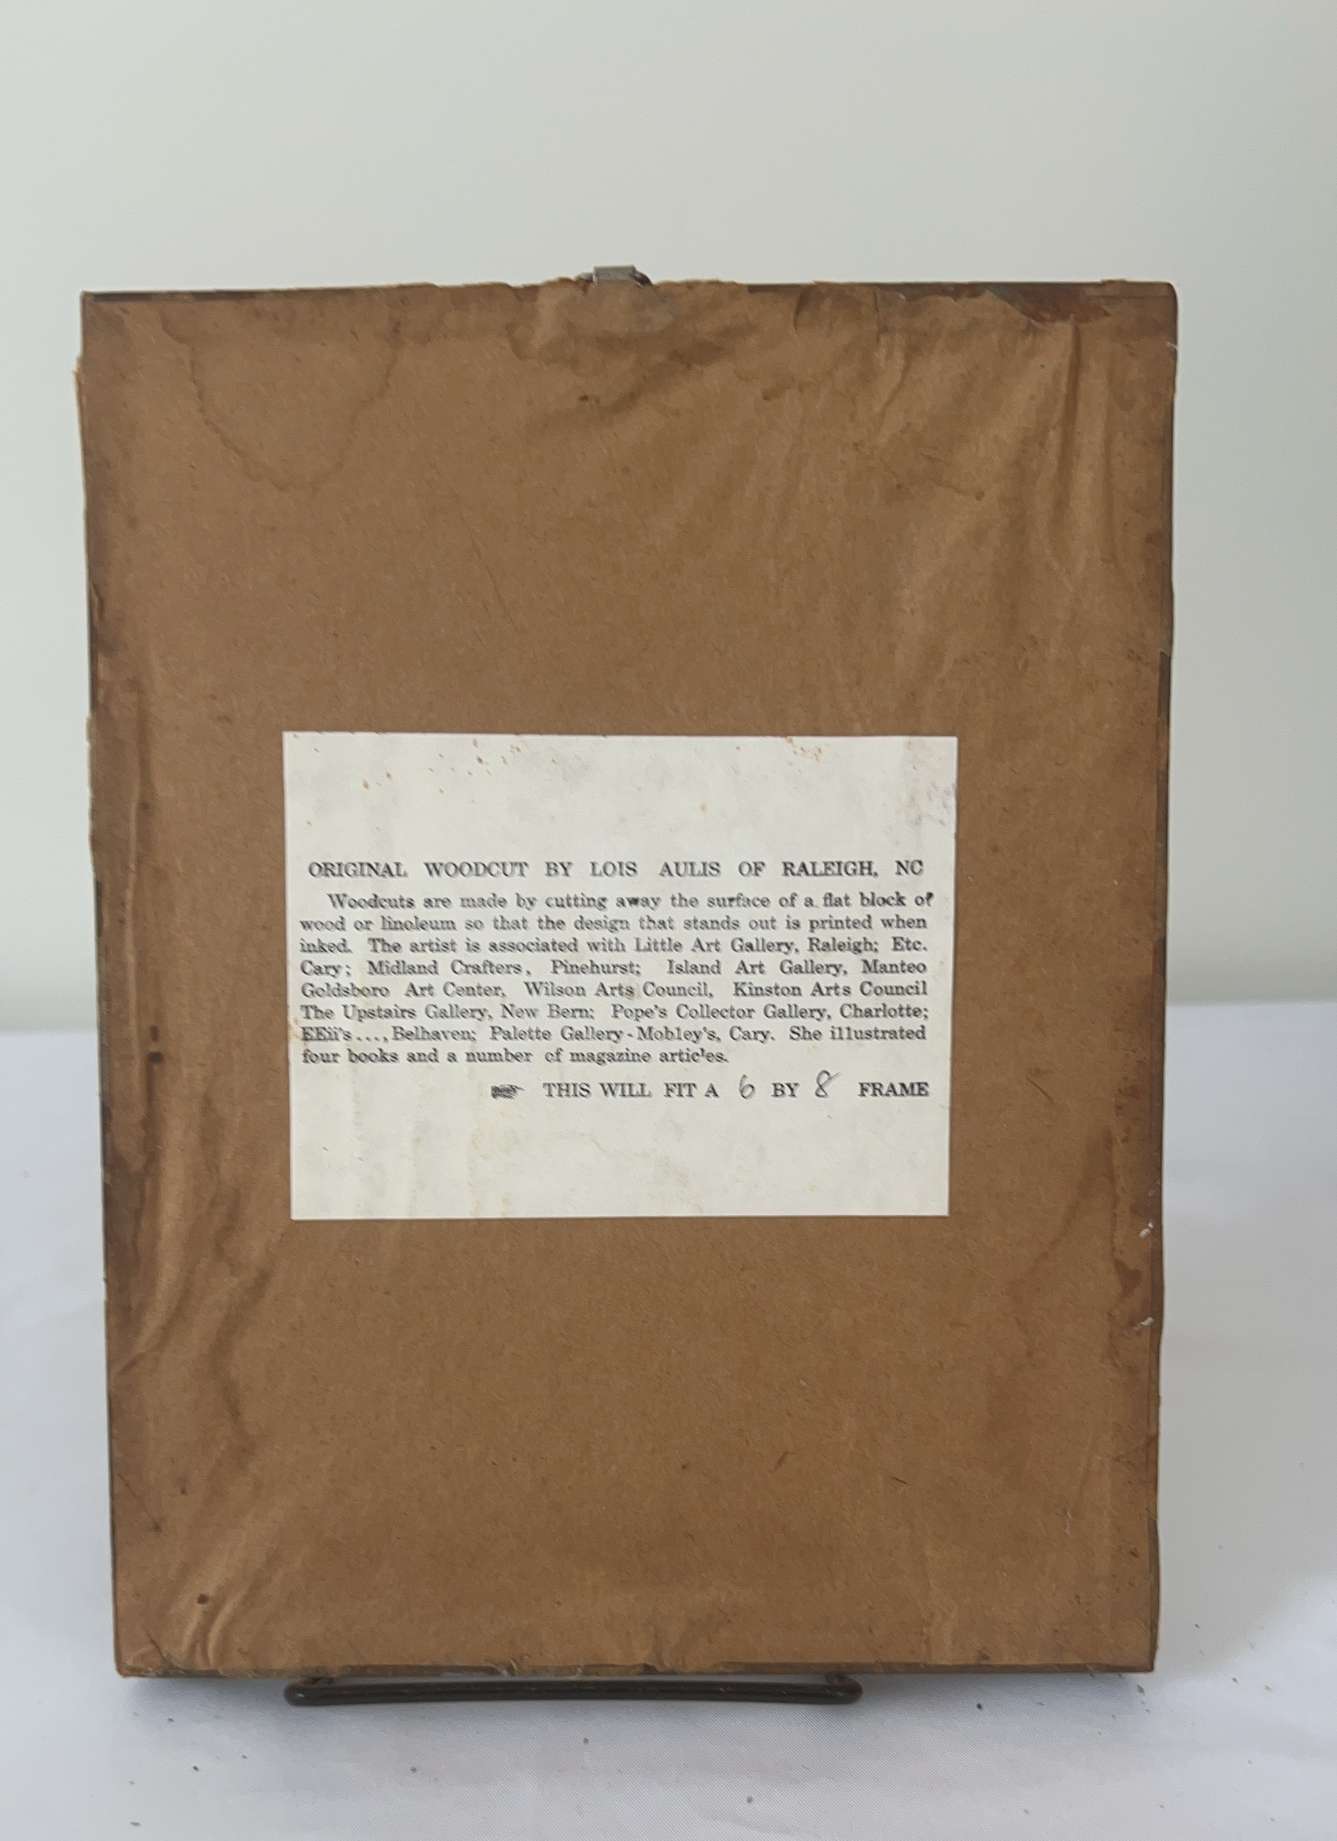 ORIGINAL WOODCUT BY LOIS AULIS OF RALEIGH, NC
Woodcuts are made by cutting away the surface of a flat block of
wood or linoleum so that the design that stands out is printed when
inked. The artist is associated with Little Art Gallery, Raleigh; Etc.
Cary; Midland Crafters, Pinehurst; Island Art Gallery, Manteo
Goldsboro Art Center, Wilson Arts Council, Kinston Arts Council
The Upstairs Gallery, New Bern; Pope's Collector Gallery, Charlotte;
EEii's..., Belhaven; Palette Gallery-Mobley's, Cary. She illustrated
four books and a number of magazine articles.
THIS WILL FIT A 6 BY 8 FRAME